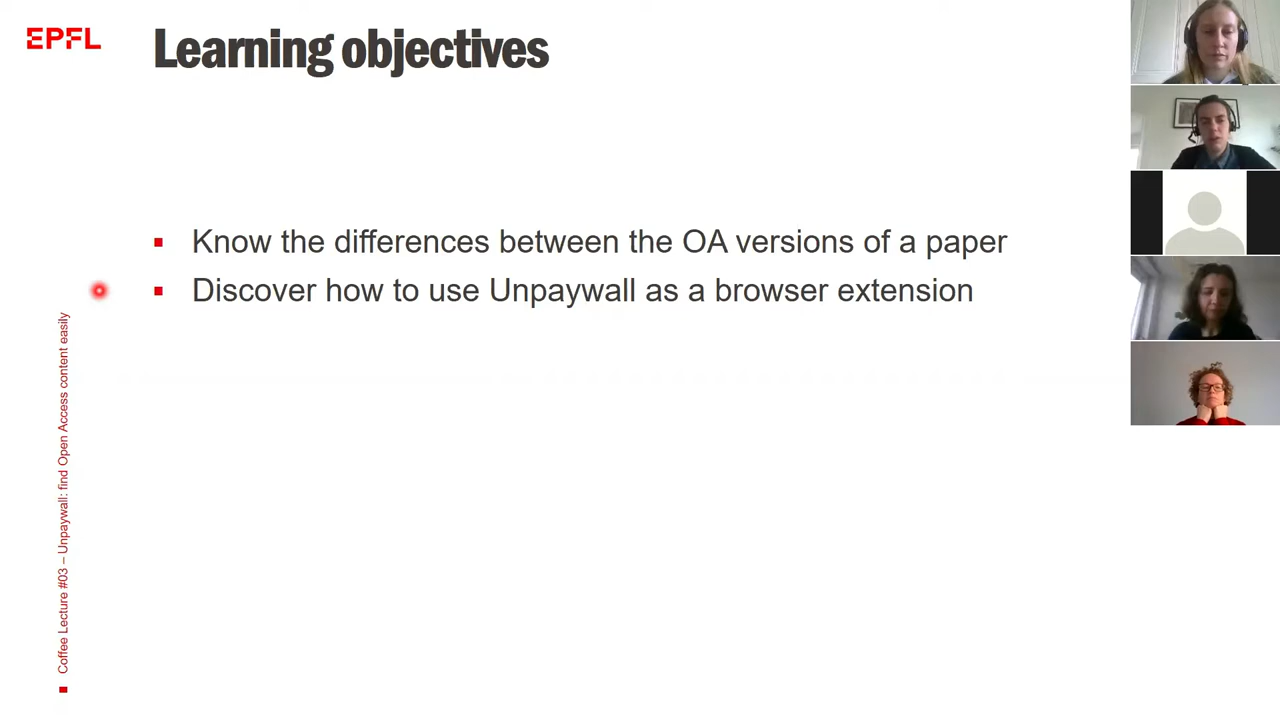 EPFL
Learning objectives
Know the differences between the OA versions of a paper
Discover how to use Unpaywall as a browser extension
Coffee Lecture #03 – Unpaywall: find Open Access content easily